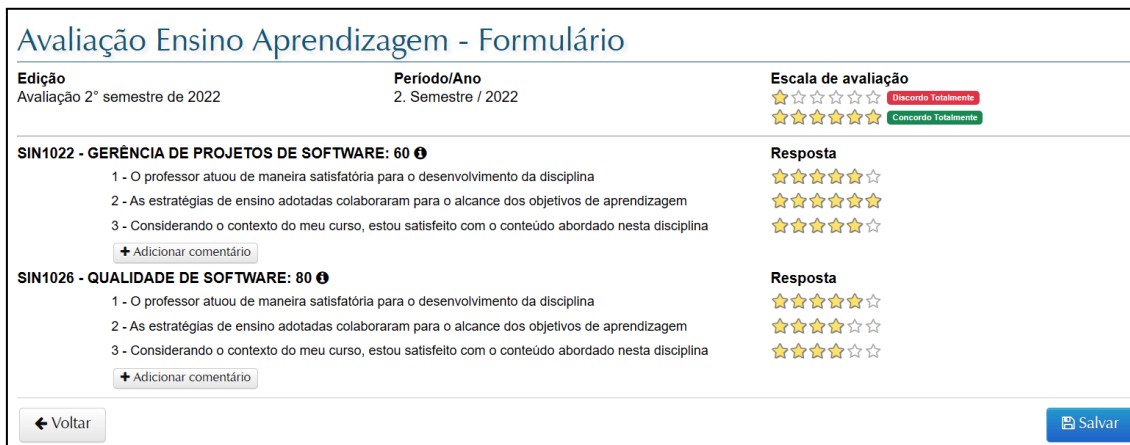 Avaliação Ensino Aprendizagem - Formulário
Edição
Avaliação 2° semestre de 2022
Período/Ano
2. Semestre / 2022
Escala de avaliação
Discordo Totalmente
Concordo Totalmente
SIN1022 - GERÊNCIA DE PROJETOS DE SOFTWARE: 60
Resposta
1 - O professor atuou de maneira satisfatória para o desenvolvimento da disciplina
2 - As estratégias de ensino adotadas colaboraram para o alcance dos objetivos de aprendizagem
3 - Considerando o contexto do meu curso, estou satisfeito com o conteúdo abordado nesta disciplina
+ Adicionar comentário
SIN1026 - QUALIDADE DE SOFTWARE: 80
Resposta
1 - O professor atuou de maneira satisfatória para o desenvolvimento da disciplina
2 - As estratégias de ensino adotadas colaboraram para o alcance dos objetivos de aprendizagem
3 - Considerando o contexto do meu curso, estou satisfeito com o conteúdo abordado nesta disciplina
+ Adicionar comentário
Voltar
Salvar